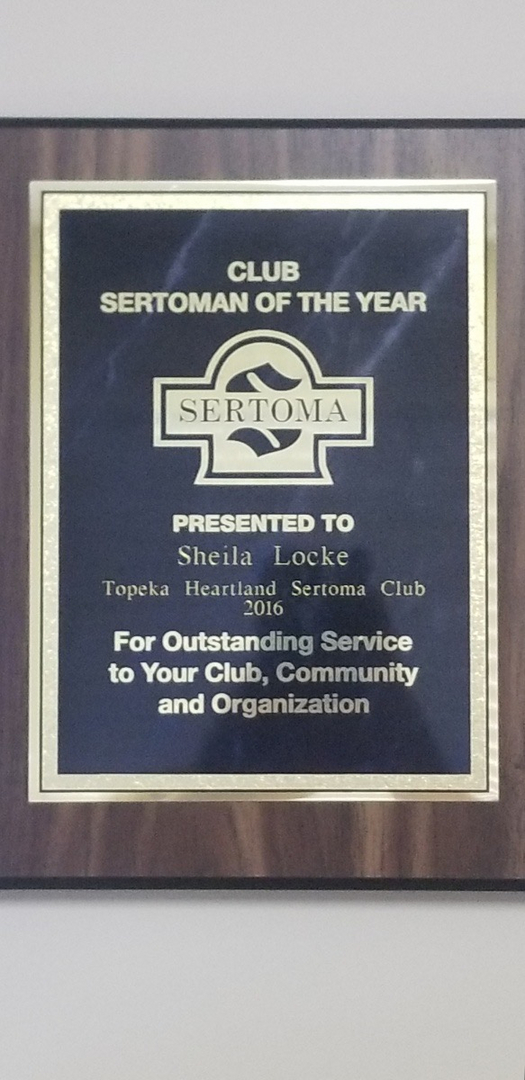 CLUB
SERTOMAN OF THE YEAR
SERTOMA
PRESENTED TO
Sheila Locke
Topeka Heartland Sertoma Club
2016
For Outstanding Service
to Your Club, Community
and Organization